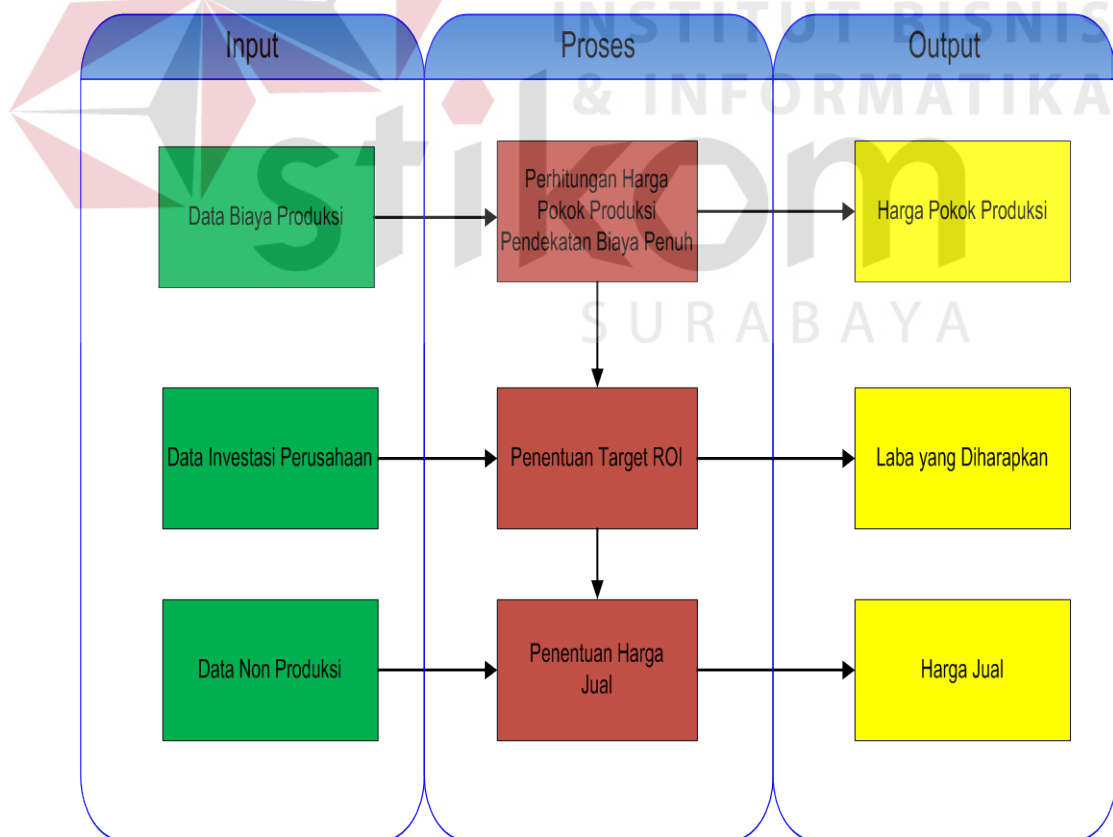 INSTITUT BISNIS
& INFORMATIKA
stikom
SURABAYA
Input
Proses
Output
Data Biaya Produksi
Perhitungan Harga
Pokok Produksi
Pendekatan Biaya Penuh
Harga Pokok Produksi
Data Investasi Perusahaan
Penentuan Target ROI
Laba yang Diharapkan
Data Non Produksi
Penentuan Harga
Jual
Harga Jual